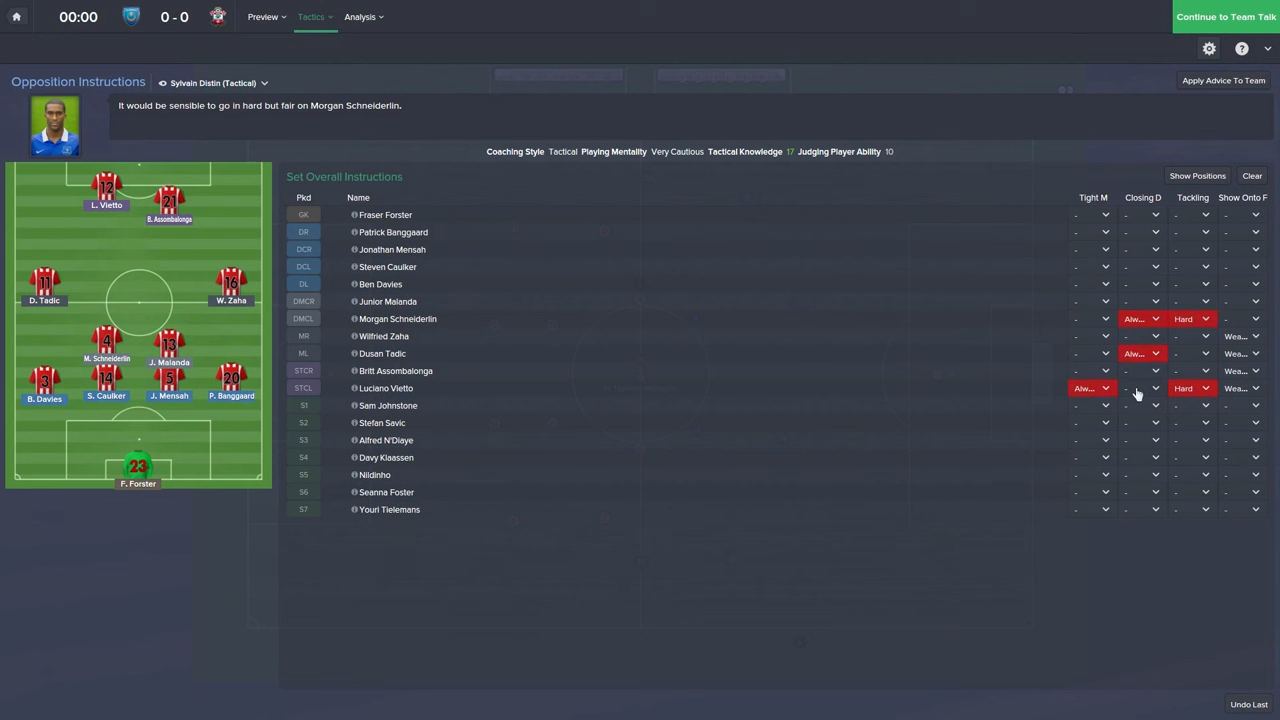 00:00
0 - 0
Preview
Tactics
Analysis
Continue to Team Talk
Opposition Instructions
Sylvain Distin (Tactical)
Apply Advice To Team
It would be sensible to go in hard but fair on Morgan Schneiderlin.
Coaching Style Tactical Playing Mentality Very Cautious Tactical Knowledge 17 Judging Player Ability 10
Set Overall Instructions
Show Positions
Clear
Pkd Name Tight M Closing D Tackling Show Onto F
GK Fraser Forster - - - -
DR Patrick Banggaard - - - -
DCR Jonathan Mensah - - - -
DCL Steven Caulker - - - -
DL Ben Davies - - - -
DMCR Junior Malanda - - - -
DMCL Morgan Schneiderlin - Alw... Hard -
MR Wilfried Zaha - - - Wea...
ML Dusan Tadic - Alw... - Wea...
STCR Britt Assombalonga - - - Wea...
STCL Luciano Vietto Alw... - Hard Wea...
S1 Sam Johnstone - - - -
S2 Stefan Savic - - - -
S3 Alfred N'Diaye - - - -
S4 Davy Klaassen - - - -
S5 Nildinho - - - -
S6 Seanna Foster - - - -
S7 Youri Tielemans - - - -
12
L. Vietto
21
B. Assombalonga
11
D. Tadic
16
W. Zaha
4
M. Schneiderlin
13
J. Malanda
3
B. Davies
14
S. Caulker
5
J. Mensah
20
P. Banggaard
23
F. Forster
Undo Last